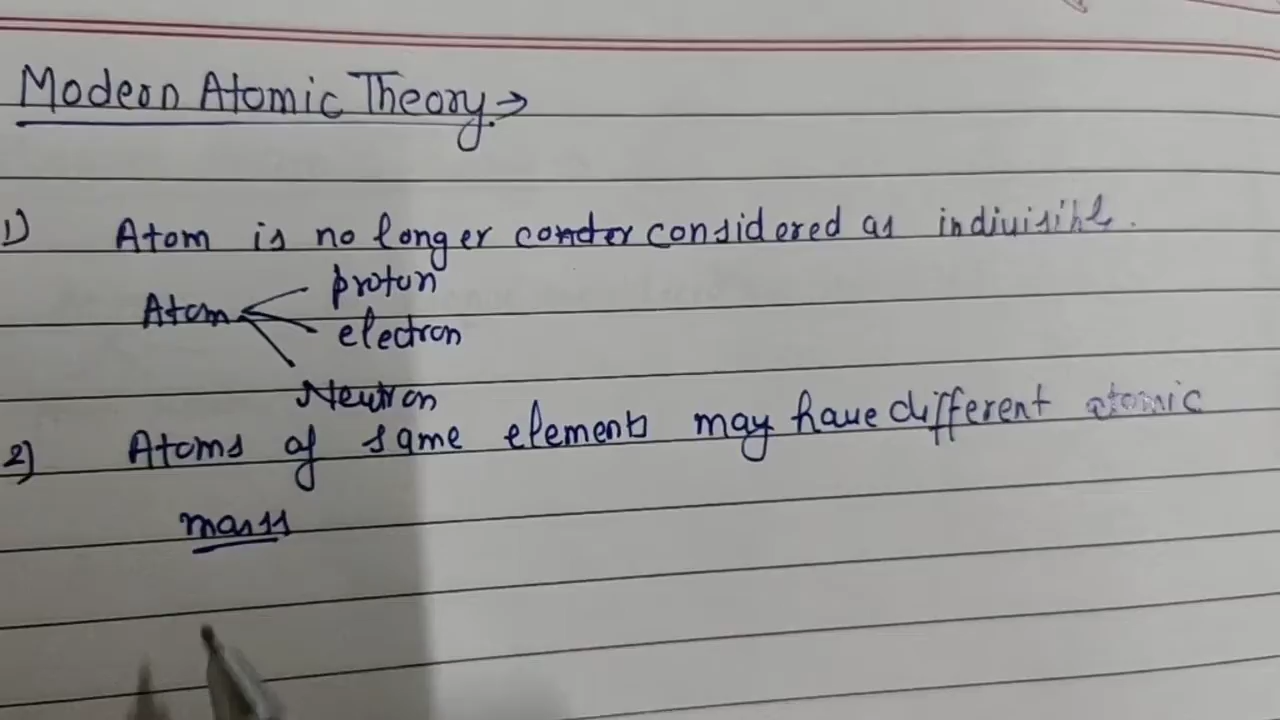 Modern Atomic Theory →
1) Atom is no longer conder considered as indivisible.
Atom proton
electron
Neutron
2) Atoms of same elements may have different atomic
mass